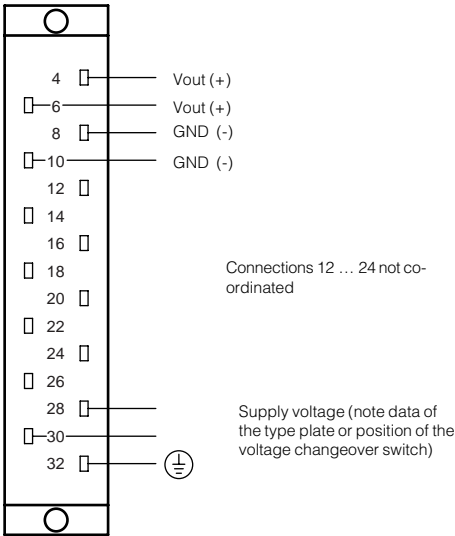 4 Vout (+)
6 Vout (+)
8 GND (-)
10 GND (-)
12
14
16
18
Connections 12 … 24 not co-
ordinated
20
22
24
26
28
Supply voltage (note data of
the type plate or position of the
voltage changeover switch)
30
32